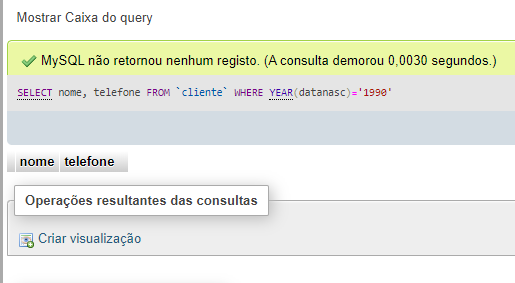 Mostrar Caixa do query
MySQL não retornou nenhum registo. (A consulta demorou 0,0030 segundos.)
SELECT nome, telefone FROM `cliente` WHERE YEAR(datanasc)='1990'
nome telefone
Operações resultantes das consultas
Criar visualização